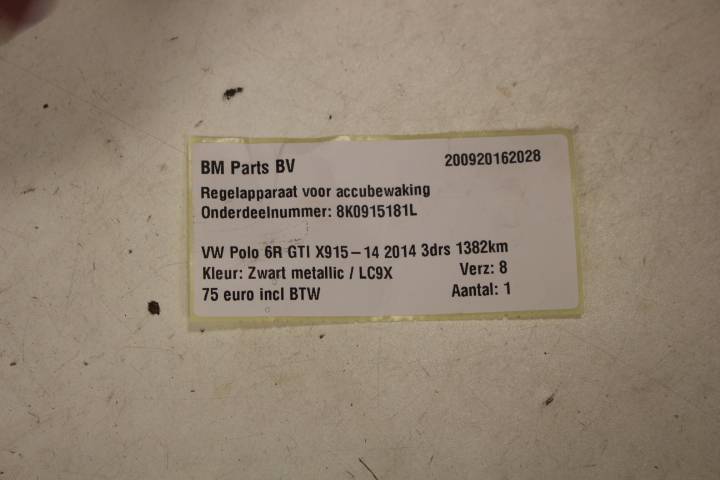 BM Parts BV 200920162028
Regelapparaat voor accubewaking
Onderdeelnummer: 8K0915181L
VW Polo 6R GTI X915-14 2014 3drs 1382km
Kleur: Zwart metallic / LC9X Verz: 8
75 euro incl BTW Aantal: 1